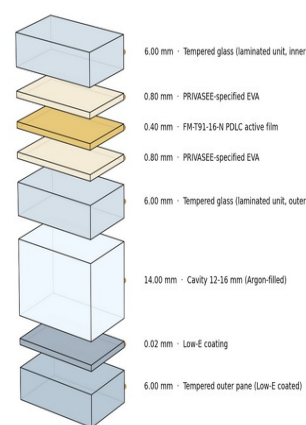 6.00 mm · Tempered glass (laminated unit, inner
0.80 mm · PRIVASEE-specified EVA
0.40 mm · FM-T91-16-N PDLC active film
0.80 mm · PRIVASEE-specified EVA
6.00 mm · Tempered glass (laminated unit, outer
14.00 mm · Cavity 12-16 mm (Argon-filled)
0.02 mm · Low-E coating
6.00 mm · Tempered outer pane (Low-E coated)